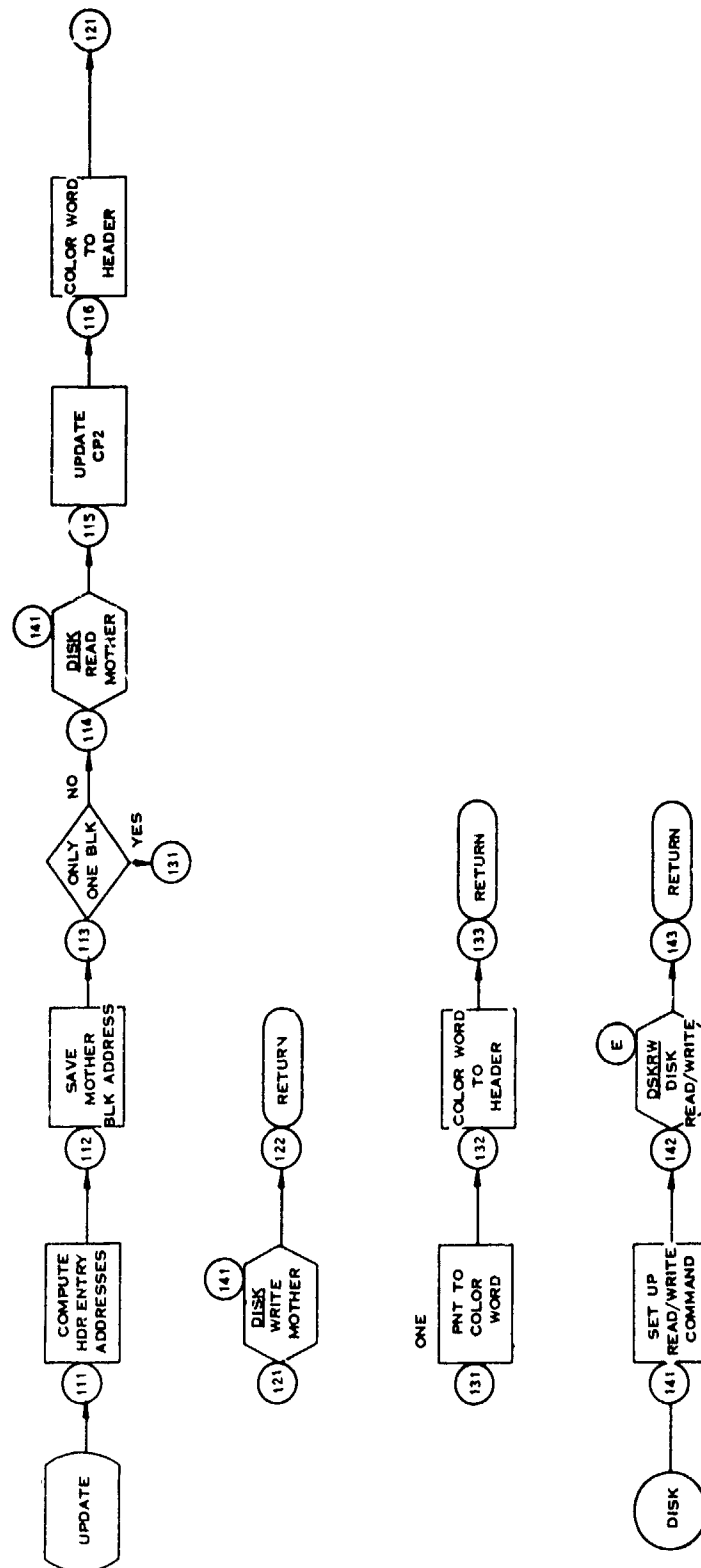 UPDATE
111
COMPUTE
HDR ENTRY
ADDRESSES
112
SAVE
MOTHER
BLK ADDRESS
113
ONLY
ONE BLK
NO
YES
131
114
141
DISK
READ
MOTHER
115
UPDATE
CP2
116
COLOR WORD
TO
HEADER
121
121
141
DISK
WRITE
MOTHER
122
RETURN
ONE
131
PNT TO
COLOR
WORD
132
COLOR WORD
TO
HEADER
133
RETURN
DISK
141
SET UP
READ/WRITE
COMMAND
142
E
DSKRW
DISK
READ/WRITE
143
RETURN